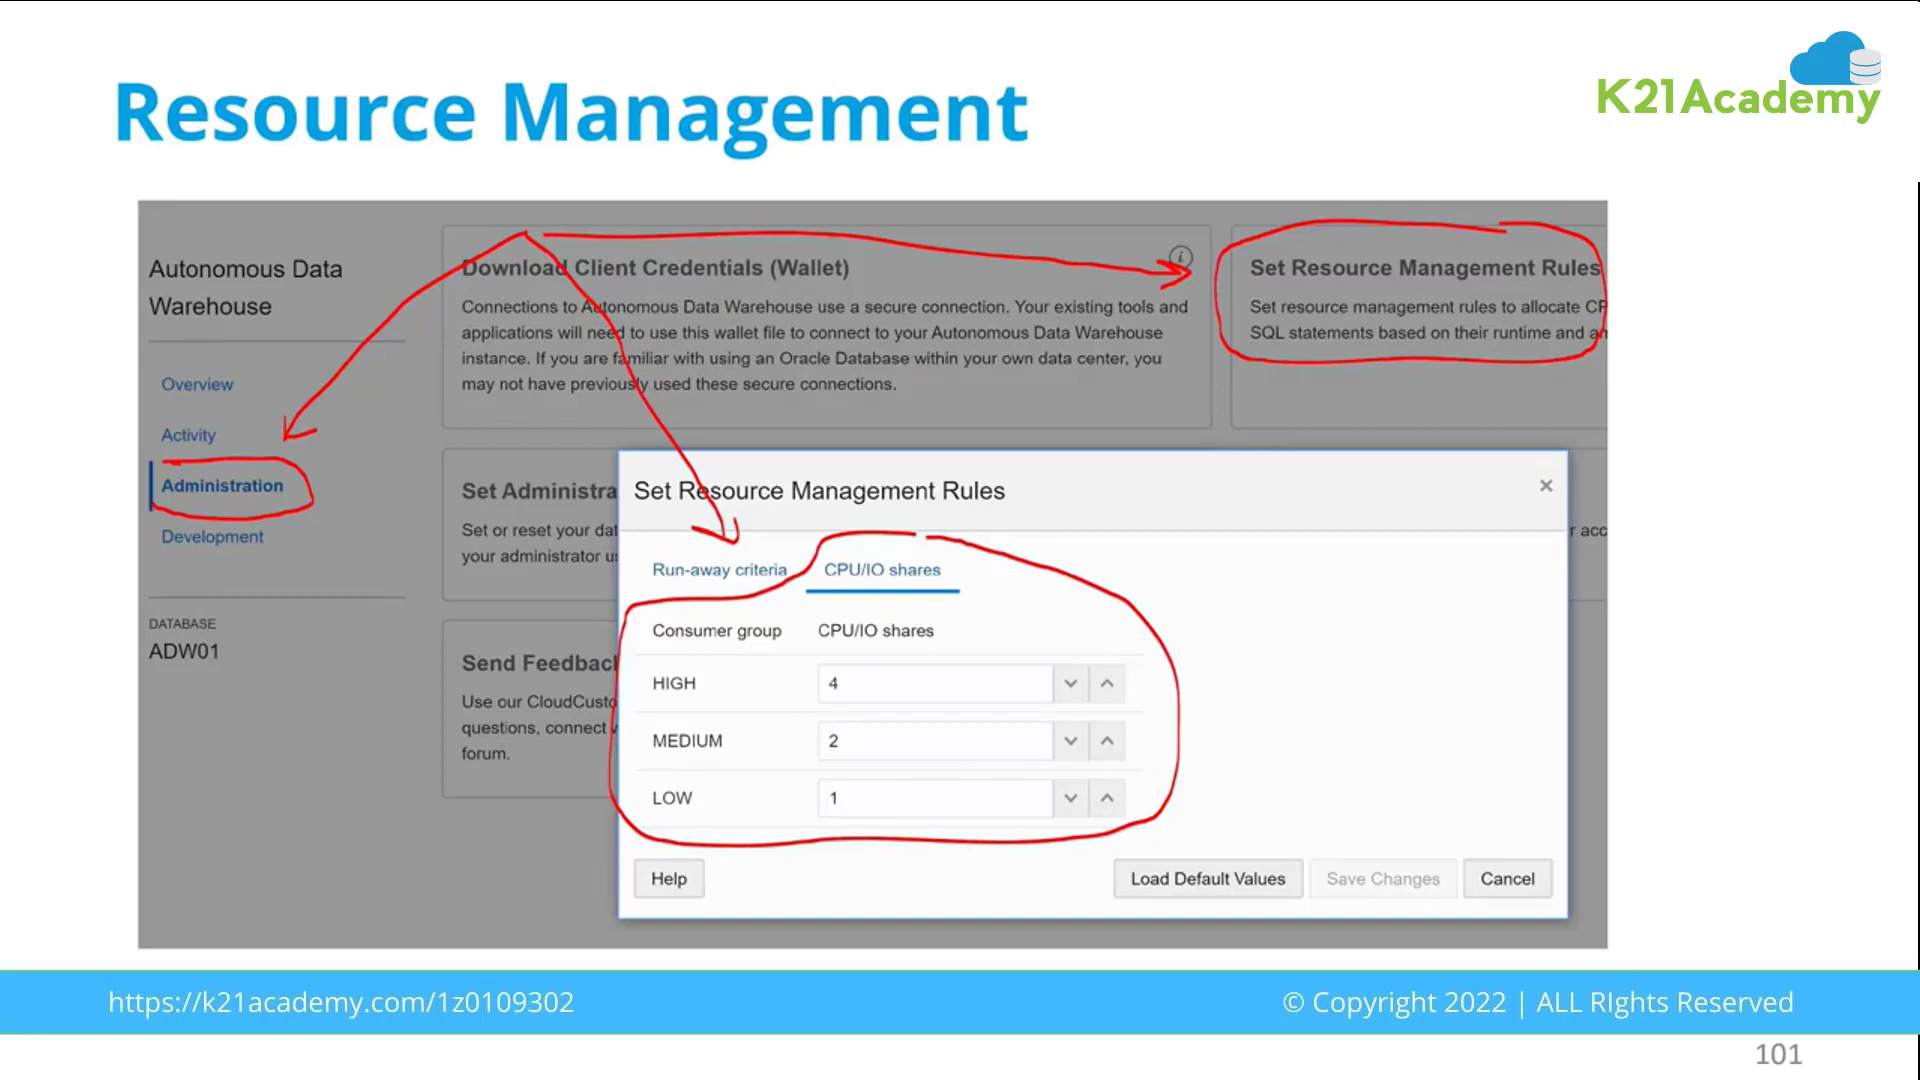 Resource Management
K21Academy
Autonomous Data
Warehouse
Overview
Activity
Administration
Development
DATABASE
ADW01
Download Client Credentials (Wallet)
i
Connections to Autonomous Data Warehouse use a secure connection. Your existing tools and
applications will need to use this wallet file to connect to your Autonomous Data Warehouse
instance. If you are familiar with using an Oracle Database within your own data center, you
may not have previously used these secure connections.
Set Resource Management Rules
Set resource management rules to allocate CP
SQL statements based on their runtime and an
Set Administra
Set or reset your dat
your administrator u
r acc
Send Feedbac
Use our CloudCusto
questions, connect
forum.
Set Resource Management Rules
×
Run-away criteria CPU/IO shares
Consumer group CPU/IO shares
HIGH 4
MEDIUM 2
LOW 1
Help Load Default Values Save Changes Cancel
https://k21academy.com/1z0109302
© Copyright 2022 | ALL RIghts Reserved
101